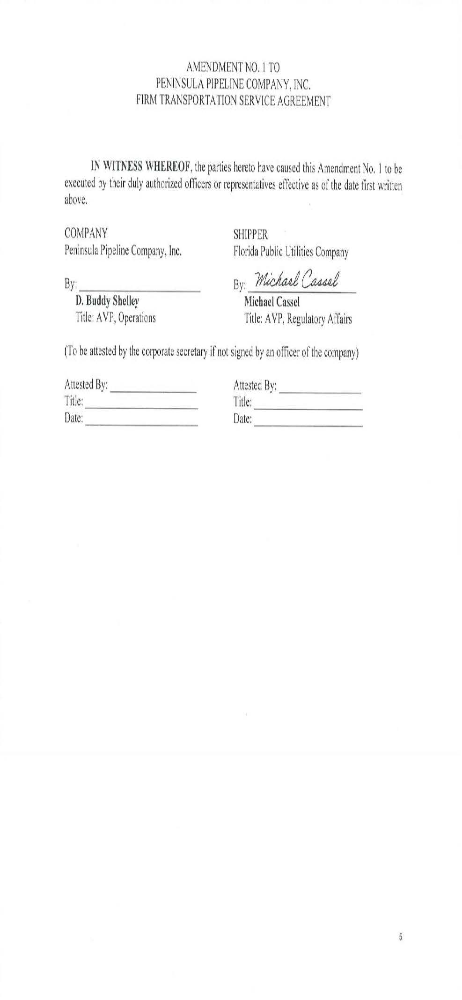 AMENDMENT NO. 1 TO
PENINSULA PIPELINE COMPANY, INC.
FIRM TRANSPORTATION SERVICE AGREEMENT
IN WITNESS WHEREOF, the parties hereto have caused this Amendment No. 1 to be
executed by their duly authorized officers or representatives effective as of the date first written
above.
COMPANY
Peninsula Pipeline Company, Inc.
By:
D. Buddy Shelley
Title: AVP, Operations
SHIPPER
Florida Public Utilities Company
By: Michael Cassel
Michael Cassel
Title: AVP, Regulatory Affairs
(To be attested by the corporate secretary if not signed by an officer of the company)
Attested By:
Title:
Date:
Attested By:
Title:
Date:
5